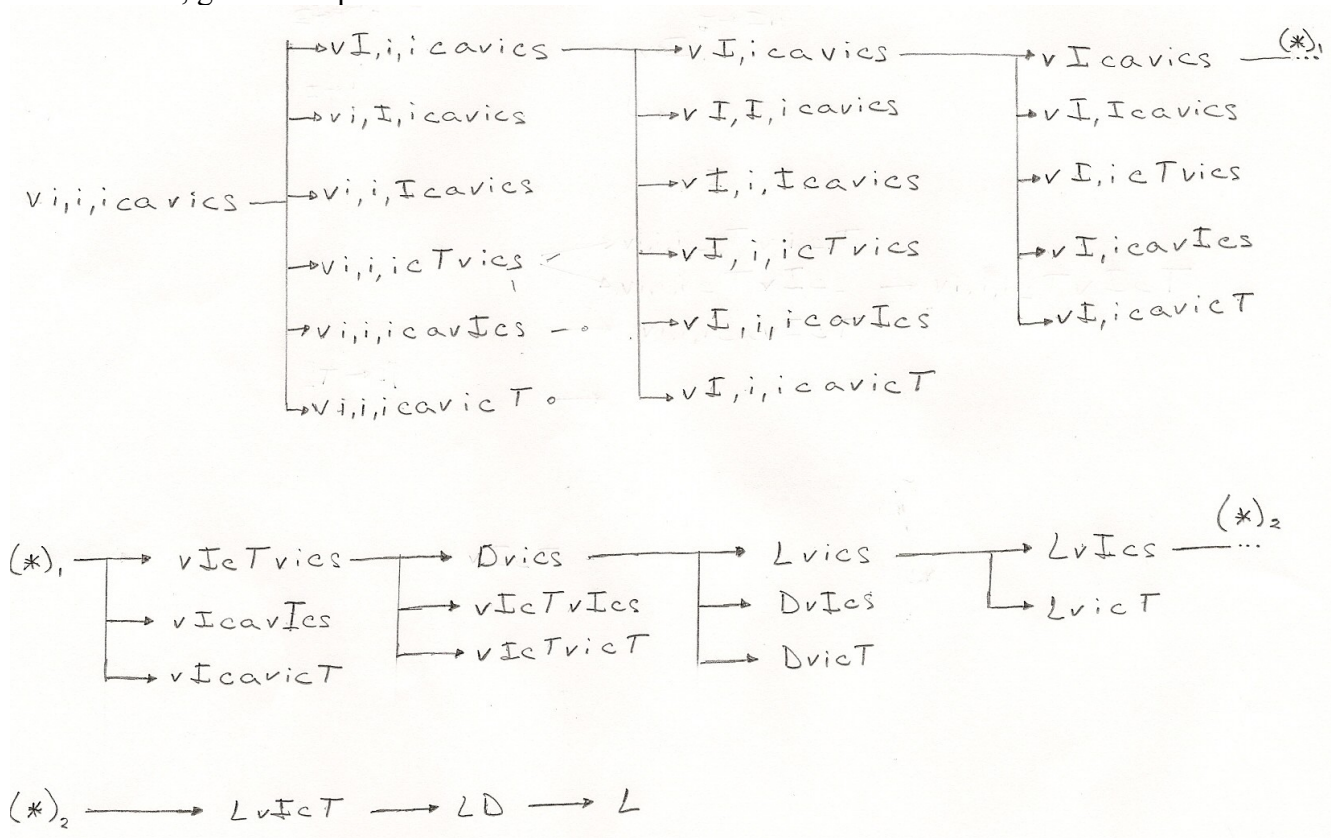 vI,i,icavics vI,icavics vIcavics (*)₁ ...
vi,I,icavics vI,I,icavics vI,Icavics
vi,i,icavics vi,i,Icavics vI,i,Icavics vI,icTvics
vi,i,icTvics vI,i,icTvics vI,icavIcs
vi,i,icavIcs vI,i,icavIcs vI,icavicT
vi,i,icavicT vI,i,icavicT
(*)₂
(*)₁ vIcTvics Dvics Lvics LvIcs ...
vIcavIcs vIcTvIcs DvIcs LvicT
vIcavicT vIcTvicT DvicT
(*)₂ LvIcT LD L